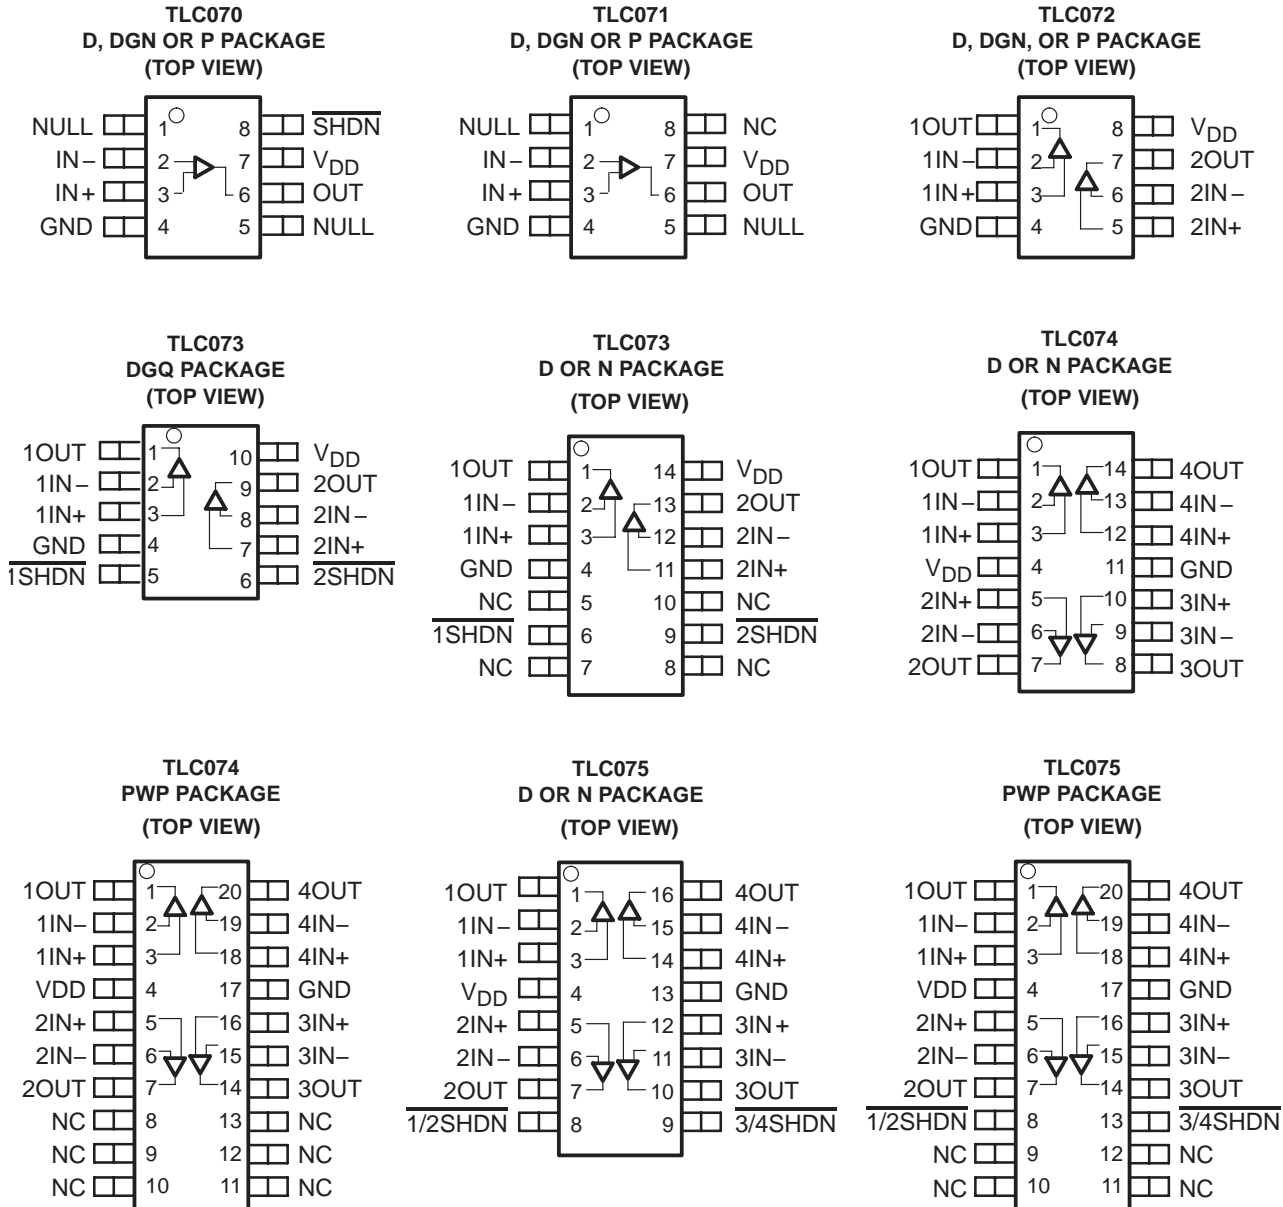 TLC070
D, DGN OR P PACKAGE
(TOP VIEW)
NULL 1 8 SHDN
IN− 2 7 VDD
IN+ 3 6 OUT
GND 4 5 NULL
TLC071
D, DGN OR P PACKAGE
(TOP VIEW)
NULL 1 8 NC
IN− 2 7 VDD
IN+ 3 6 OUT
GND 4 5 NULL
TLC072
D, DGN, OR P PACKAGE
(TOP VIEW)
1OUT 1 8 VDD
1IN− 2 7 2OUT
1IN+ 3 6 2IN−
GND 4 5 2IN+
TLC073
DGQ PACKAGE
(TOP VIEW)
1OUT 1 10 VDD
1IN− 2 9 2OUT
1IN+ 3 8 2IN−
GND 4 7 2IN+
1SHDN 5 6 2SHDN
TLC073
D OR N PACKAGE
(TOP VIEW)
1OUT 1 14 VDD
1IN− 2 13 2OUT
1IN+ 3 12 2IN−
GND 4 11 2IN+
NC 5 10 NC
1SHDN 6 9 2SHDN
NC 7 8 NC
TLC074
D OR N PACKAGE
(TOP VIEW)
1OUT 1 14 4OUT
1IN− 2 13 4IN−
1IN+ 3 12 4IN+
VDD 4 11 GND
2IN+ 5 10 3IN+
2IN− 6 9 3IN−
2OUT 7 8 3OUT
TLC074
PWP PACKAGE
(TOP VIEW)
1OUT 1 20 4OUT
1IN− 2 19 4IN−
1IN+ 3 18 4IN+
VDD 4 17 GND
2IN+ 5 16 3IN+
2IN− 6 15 3IN−
2OUT 7 14 3OUT
NC 8 13 NC
NC 9 12 NC
NC 10 11 NC
TLC075
D OR N PACKAGE
(TOP VIEW)
1OUT 1 16 4OUT
1IN− 2 15 4IN−
1IN+ 3 14 4IN+
VDD 4 13 GND
2IN+ 5 12 3IN+
2IN− 6 11 3IN−
2OUT 7 10 3OUT
1/2SHDN 8 9 3/4SHDN
TLC075
PWP PACKAGE
(TOP VIEW)
1OUT 1 20 4OUT
1IN− 2 19 4IN−
1IN+ 3 18 4IN+
VDD 4 17 GND
2IN+ 5 16 3IN+
2IN− 6 15 3IN−
2OUT 7 14 3OUT
1/2SHDN 8 13 3/4SHDN
NC 9 12 NC
NC 10 11 NC